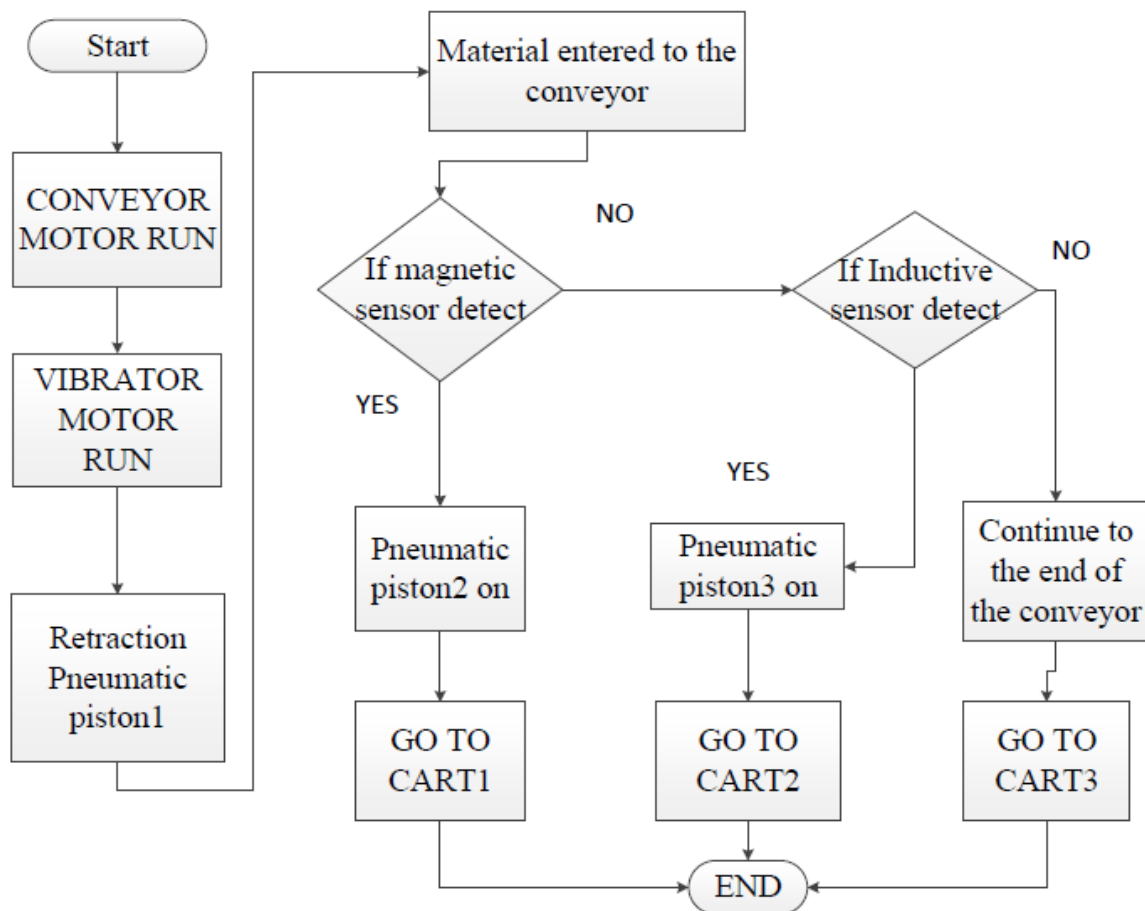 Start
CONVEYOR
MOTOR RUN
VIBRATOR
MOTOR
RUN
Retraction
Pneumatic
piston1
Material entered to the
conveyor
If magnetic
sensor detect
NO
If Inductive
sensor detect
NO
YES
YES
Pneumatic
piston2 on
Pneumatic
piston3 on
Continue to
the end of
the conveyor
GO TO
CART1
GO TO
CART2
GO TO
CART3
END